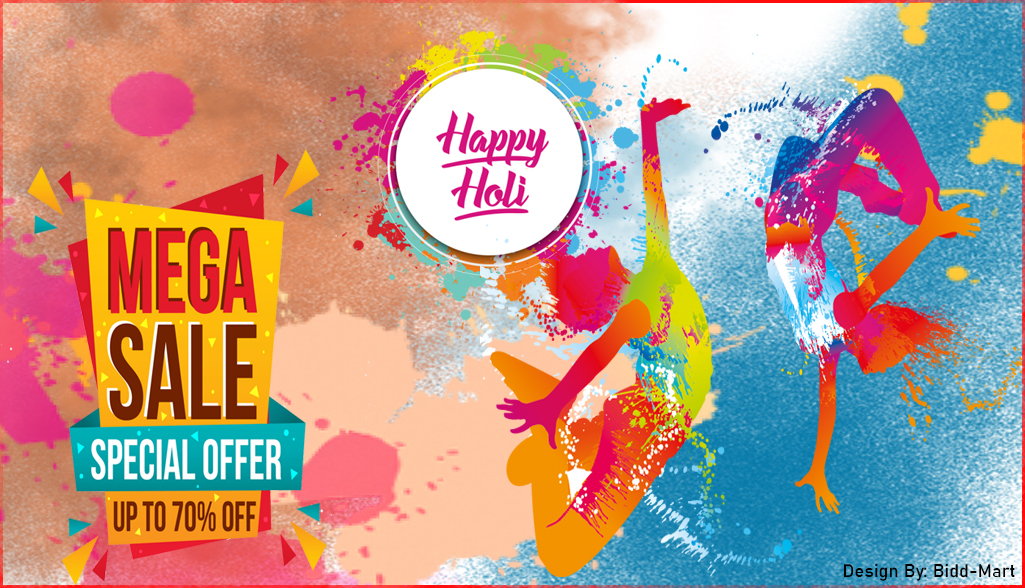 Happy
Holi
MEGA
SALE
SPECIAL OFFER
UP TO 70% OFF
Design By: Bidd-Mart